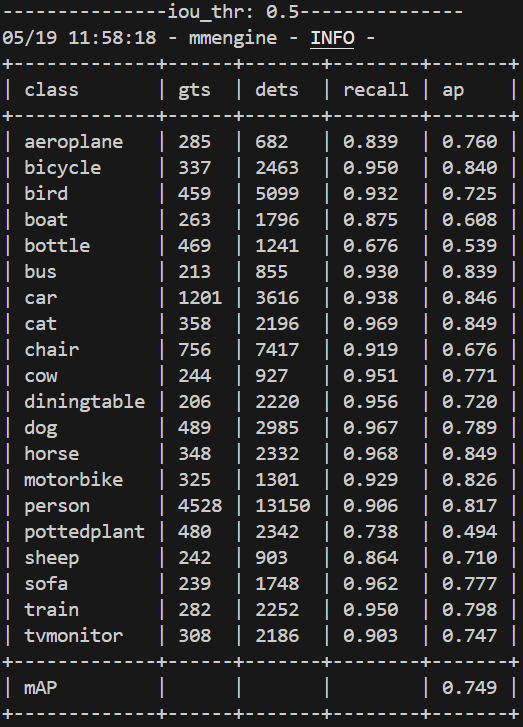 ---------------iou_thr: 0.5---------------
05/19 11:58:18 - mmengine - INFO -
+-------------+------+-------+--------+-------+
| class       | gts  | dets  | recall | ap    |
+-------------+------+-------+--------+-------+
| aeroplane   | 285  | 682   | 0.839  | 0.760 |
| bicycle     | 337  | 2463  | 0.950  | 0.840 |
| bird        | 459  | 5099  | 0.932  | 0.725 |
| boat        | 263  | 1796  | 0.875  | 0.608 |
| bottle      | 469  | 1241  | 0.676  | 0.539 |
| bus         | 213  | 855   | 0.930  | 0.839 |
| car         | 1201 | 3616  | 0.938  | 0.846 |
| cat         | 358  | 2196  | 0.969  | 0.849 |
| chair       | 756  | 7417  | 0.919  | 0.676 |
| cow         | 244  | 927   | 0.951  | 0.771 |
| diningtable | 206  | 2220  | 0.956  | 0.720 |
| dog         | 489  | 2985  | 0.967  | 0.789 |
| horse       | 348  | 2332  | 0.968  | 0.849 |
| motorbike   | 325  | 1301  | 0.929  | 0.826 |
| person      | 4528 | 13150 | 0.906  | 0.817 |
| pottedplant | 480  | 2342  | 0.738  | 0.494 |
| sheep       | 242  | 903   | 0.864  | 0.710 |
| sofa        | 239  | 1748  | 0.962  | 0.777 |
| train       | 282  | 2252  | 0.950  | 0.798 |
| tvmonitor   | 308  | 2186  | 0.903  | 0.747 |
+-------------+------+-------+--------+-------+
| mAP         |      |       |        | 0.749 |
+-------------+------+-------+--------+-------+